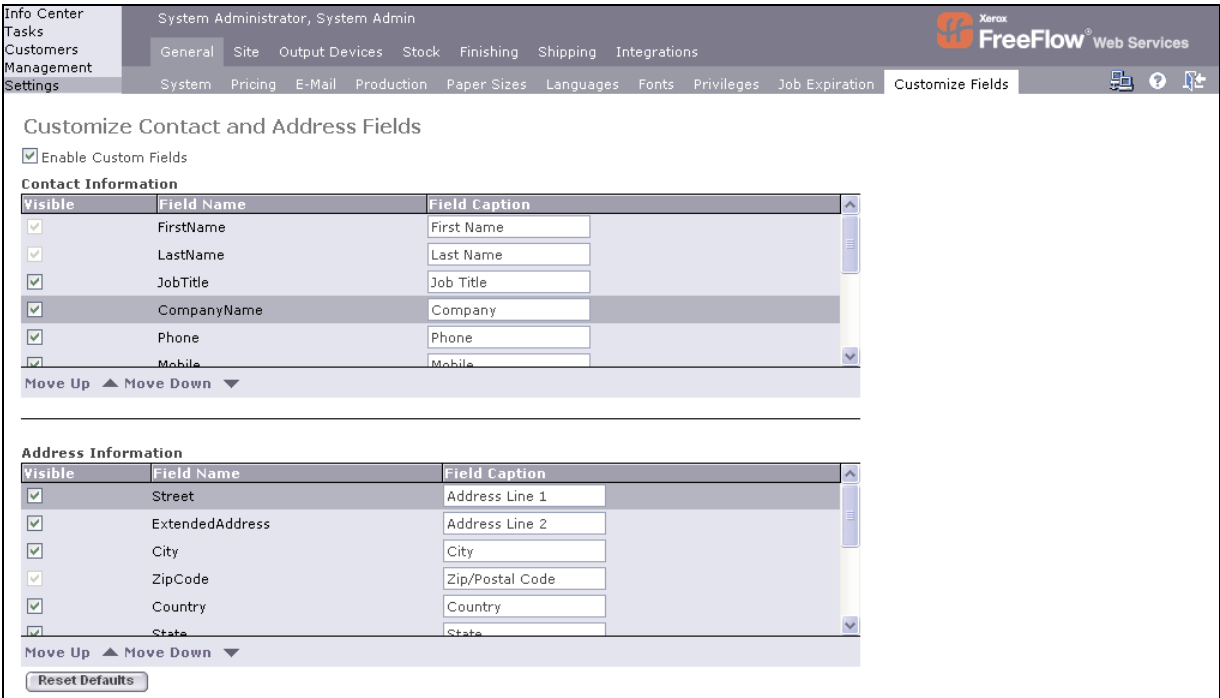 Info Center
Tasks
Customers
Management
Settings
System Administrator, System Admin
General Site Output Devices Stock Finishing Shipping Integrations
System Pricing E-Mail Production Paper Sizes Languages Fonts Privileges Job Expiration Customize Fields
Xerox
FreeFlow® Web Services
Customize Contact and Address Fields
Enable Custom Fields
Contact Information
Visible Field Name Field Caption
FirstName First Name
LastName Last Name
JobTitle Job Title
CompanyName Company
Phone Phone
Mobile Mobile
Move Up Move Down
Address Information
Visible Field Name Field Caption
Street Address Line 1
ExtendedAddress Address Line 2
City City
ZipCode Zip/Postal Code
Country Country
State State
Move Up Move Down
Reset Defaults